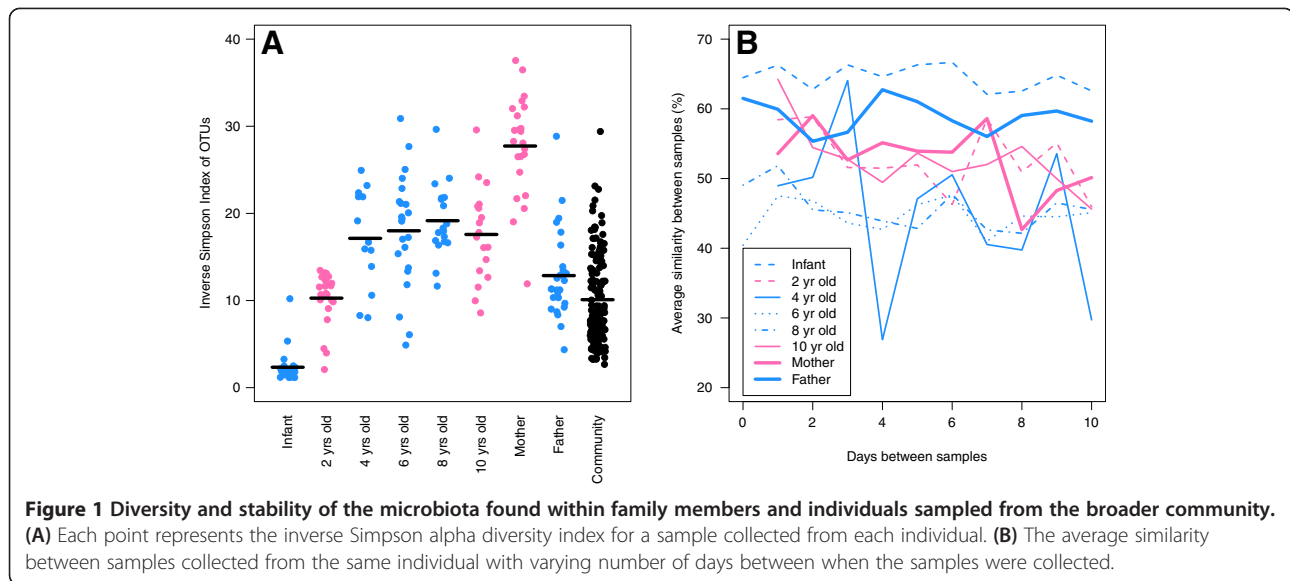 A
Inverse Simpson Index of OTUs
40
30
20
10
0
Infant
2 yrs old
4 yrs old
6 yrs old
8 yrs old
10 yrs old
Mother
Father
Community
B
Average similarity between samples (%)
70
60
50
40
30
20
Infant
2 yr old
4 yr old
6 yr old
8 yr old
10 yr old
Mother
Father
0 2 4 6 8 10
Days between samples
Figure 1 Diversity and stability of the microbiota found within family members and individuals sampled from the broader community.
(A) Each point represents the inverse Simpson alpha diversity index for a sample collected from each individual. (B) The average similarity
between samples collected from the same individual with varying number of days between when the samples were collected.